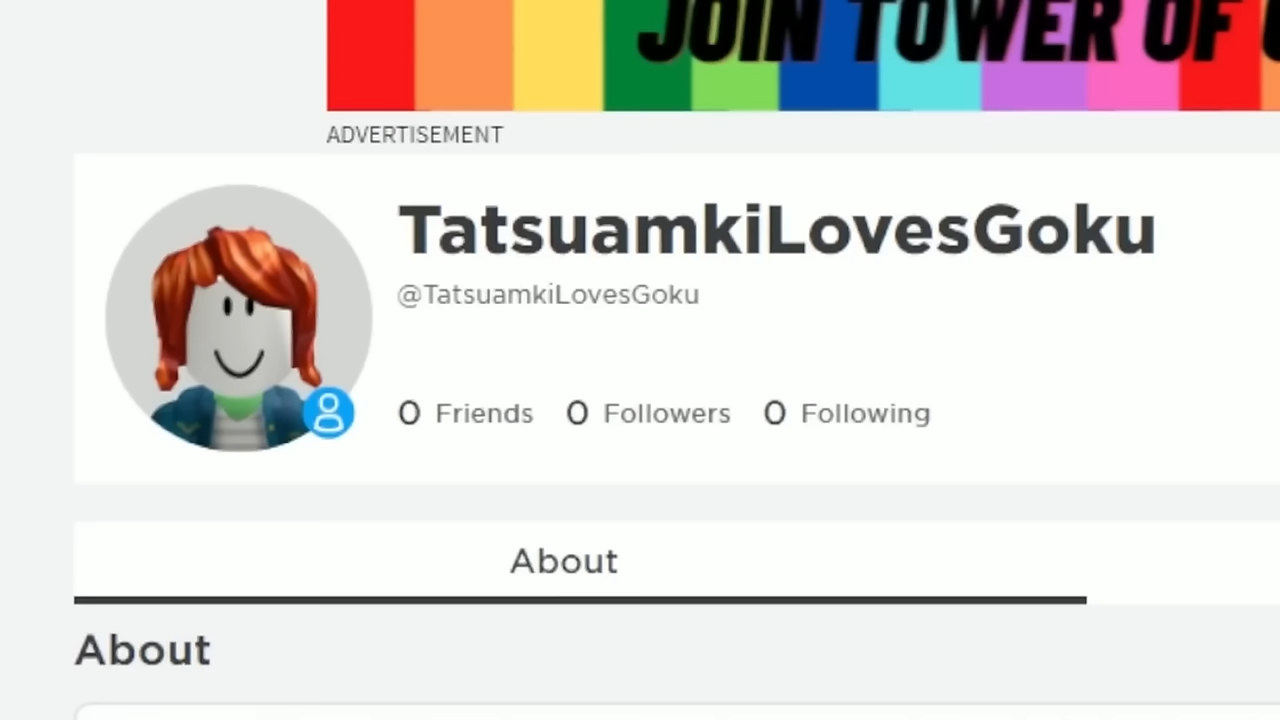 JOIN TOWER OF
ADVERTISEMENT
TatsuamkiLovesGoku
@TatsuamkiLovesGoku
0 Friends 0 Followers 0 Following
About
About